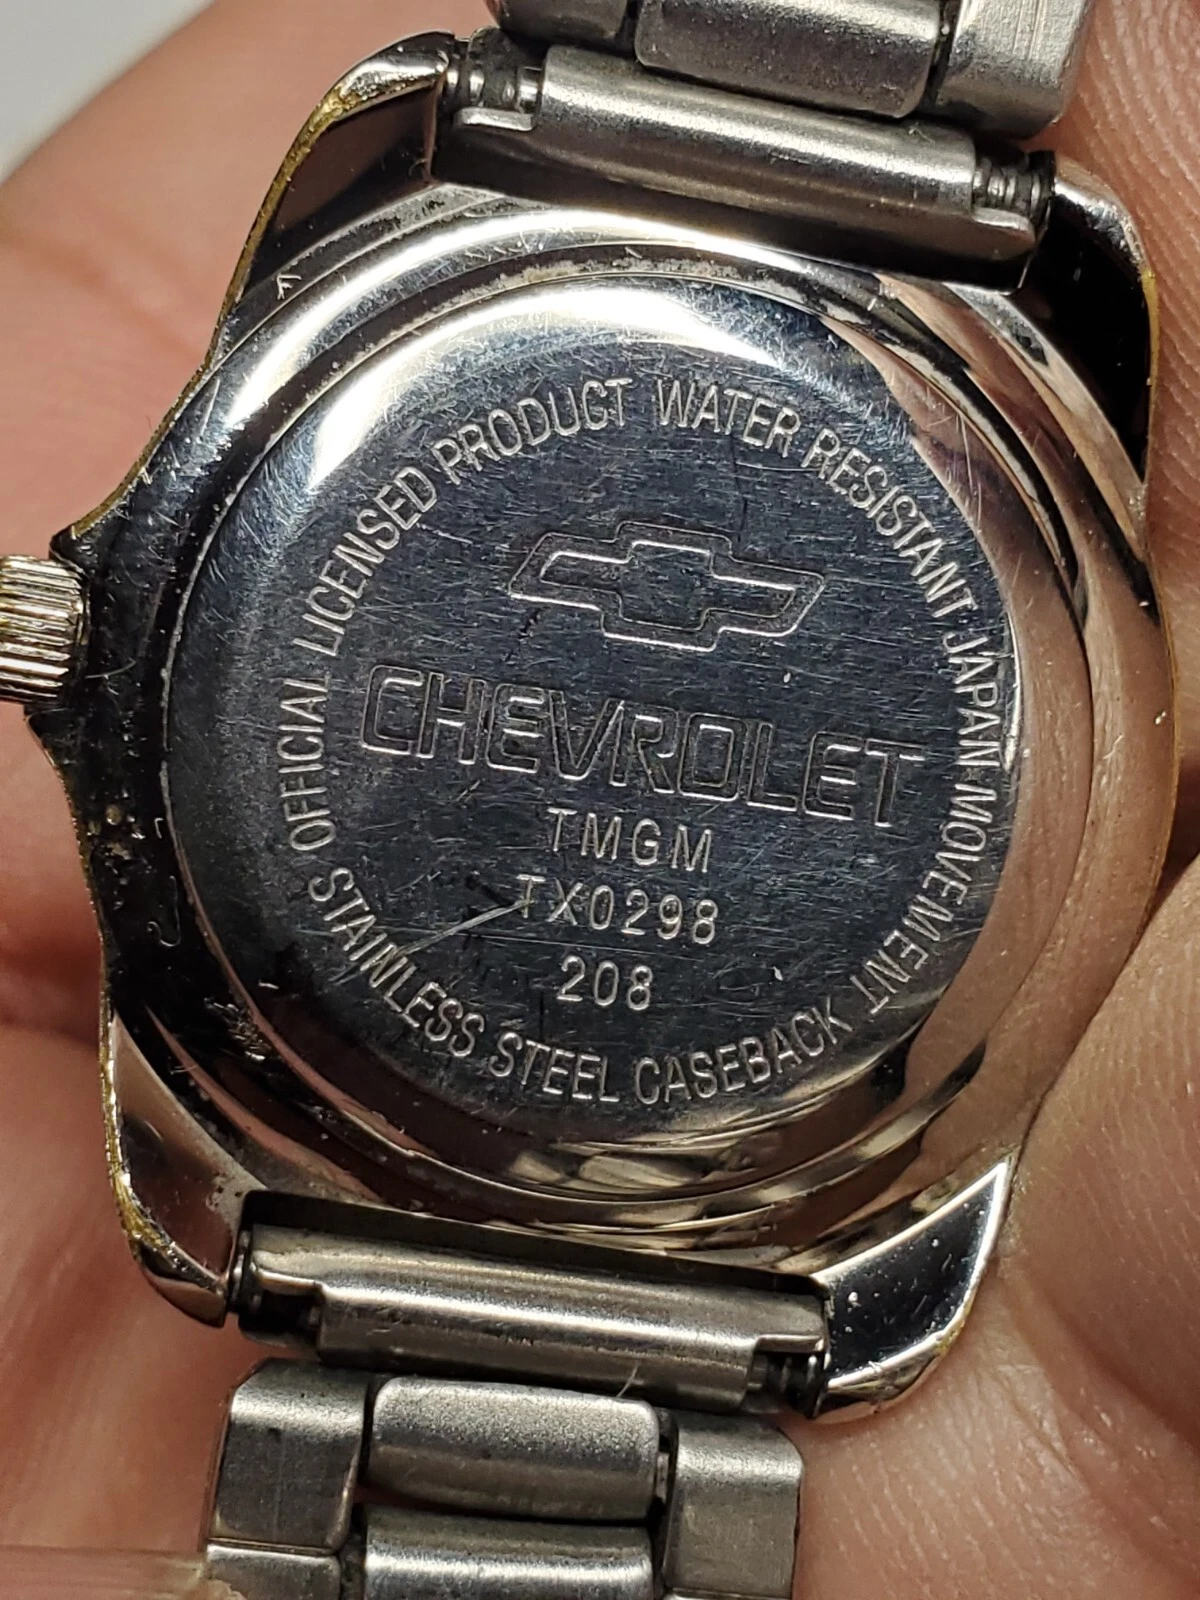 OFFICIAL LICENSED PRODUCT WATER RESISTANT JAPAN MOVEMENT
CHEVROLET
TMGM
TX0298
208
STAINLESS STEEL CASEBACK